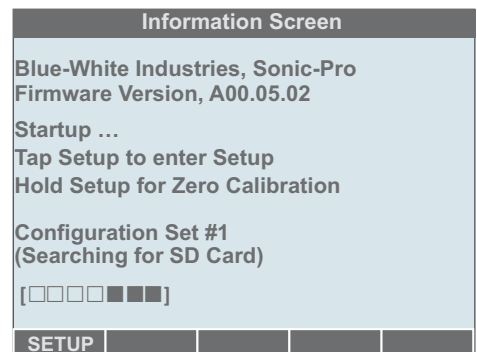 Information Screen
Blue-White Industries, Sonic-Pro
Firmware Version, A00.05.02
Startup …
Tap Setup to enter Setup
Hold Setup for Zero Calibration
Configuration Set #1
(Searching for SD Card)
[□□□□■■■]
SETUP